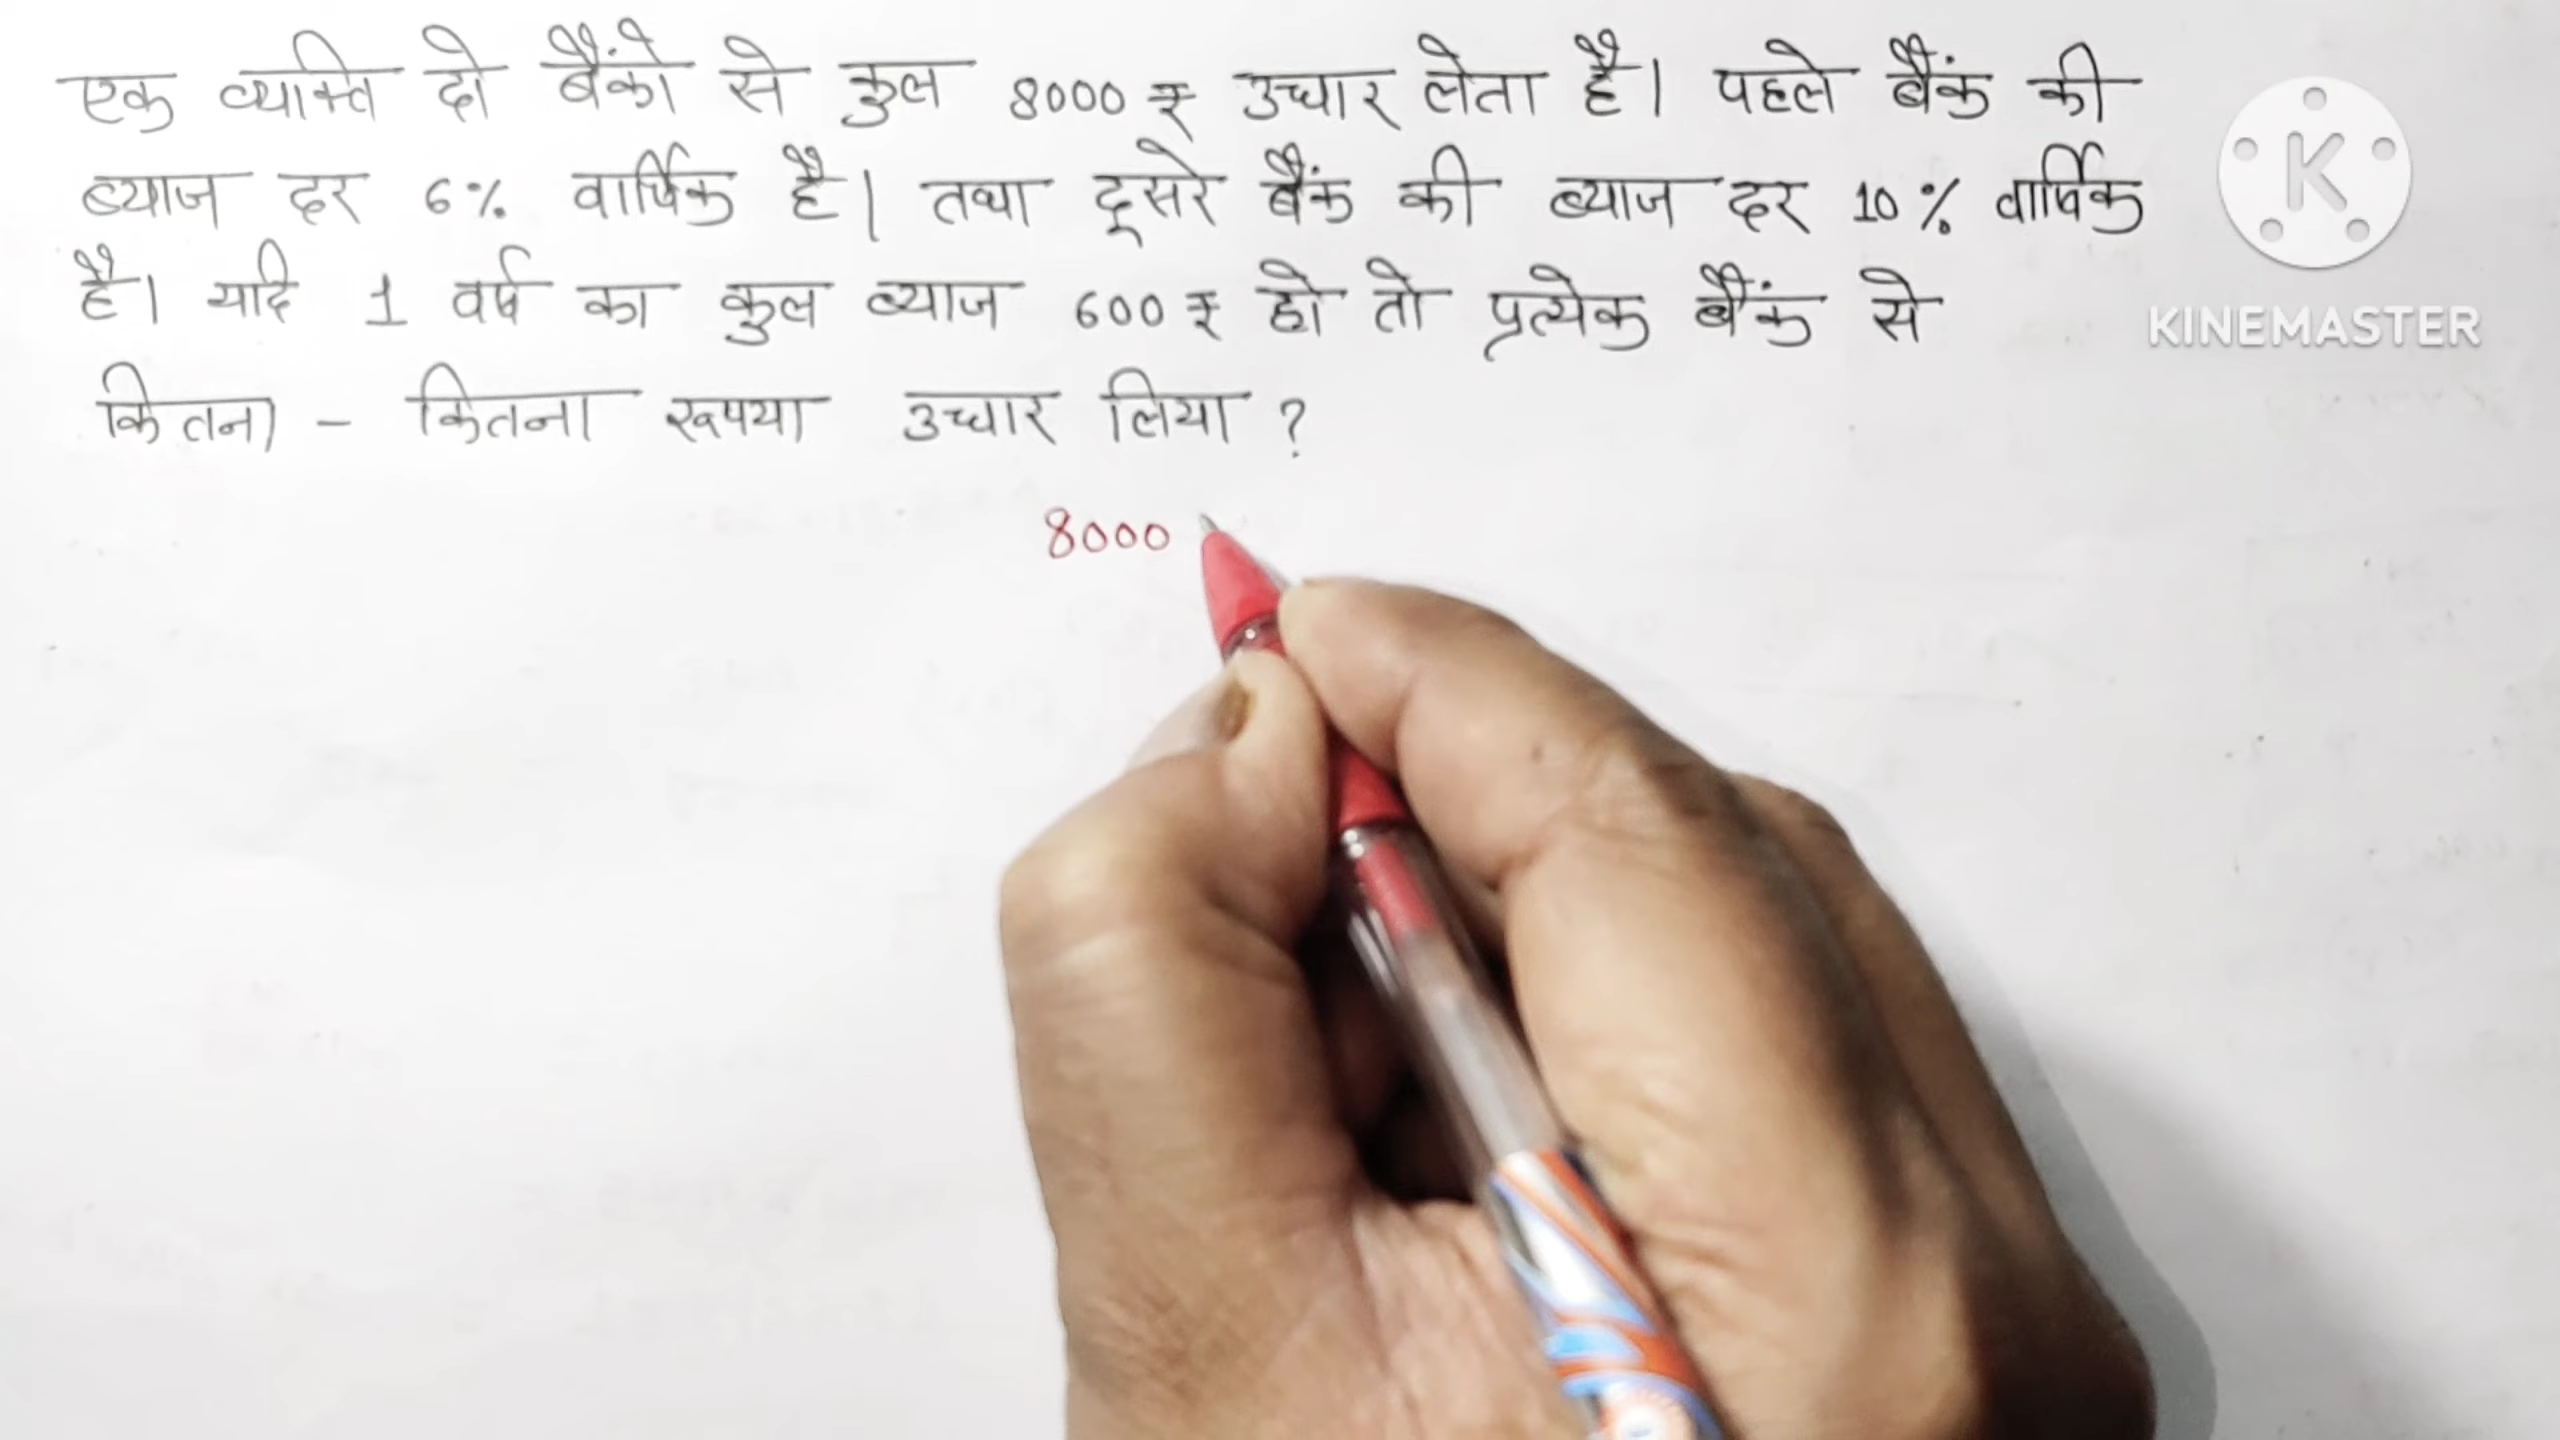 एक व्यक्ति दो बैंकों से कुल 8000 ₹ उधार लेता है। पहले बैंक की
ब्याज दर 6% वार्षिक है। तथा दूसरे बैंक की ब्याज दर 10% वार्षिक
है। यदि 1 वर्ष का कुल ब्याज 600 ₹ हो तो प्रत्येक बैंक से
कितना - कितना रूपया उधार लिया ?
8000
K
KINEMASTER